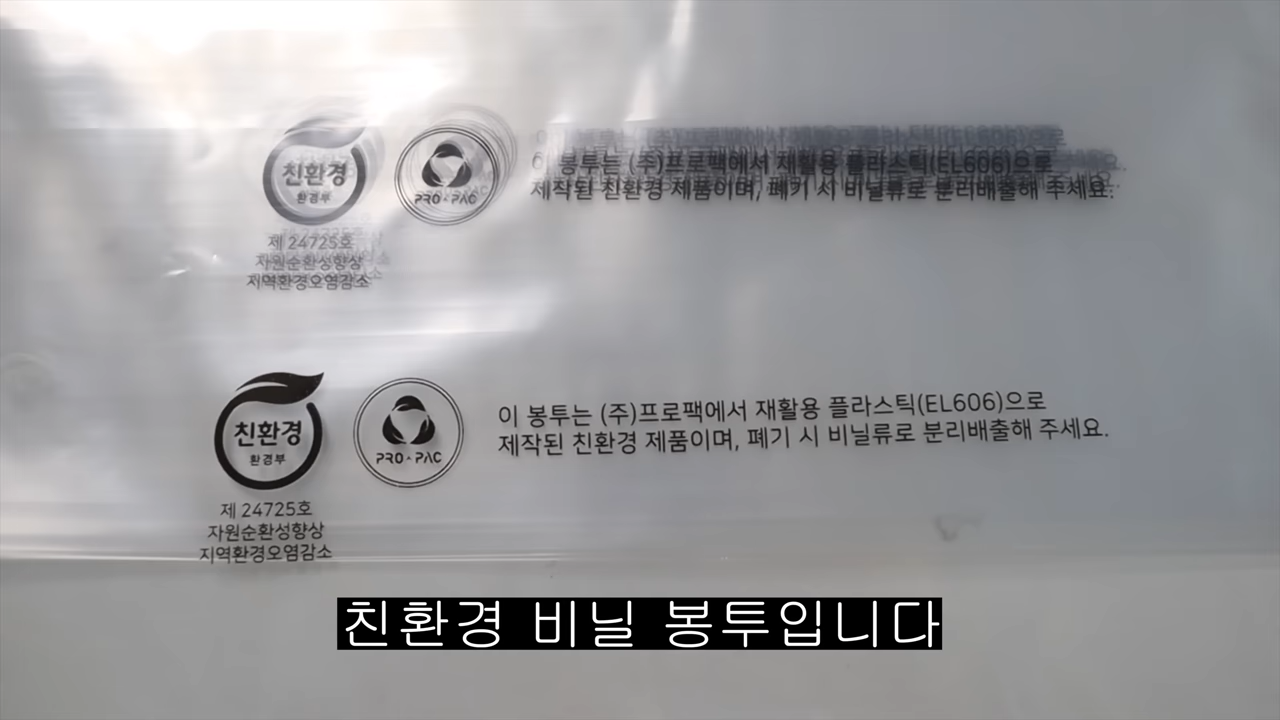 친환경
환경부
PRO PAC
이 봉투는 (주)프로팩에서 재활용 플라스틱(EL606)으로
제작된 친환경 제품이며, 폐기 시 비닐류로 분리배출해 주세요.
제 24725호
자원순환성향상
지역환경오염감소
친환경
환경부
PRO PAC
이 봉투는 (주)프로팩에서 재활용 플라스틱(EL606)으로
제작된 친환경 제품이며, 폐기 시 비닐류로 분리배출해 주세요.
제 24725호
자원순환성향상
지역환경오염감소
친환경 비닐 봉투입니다